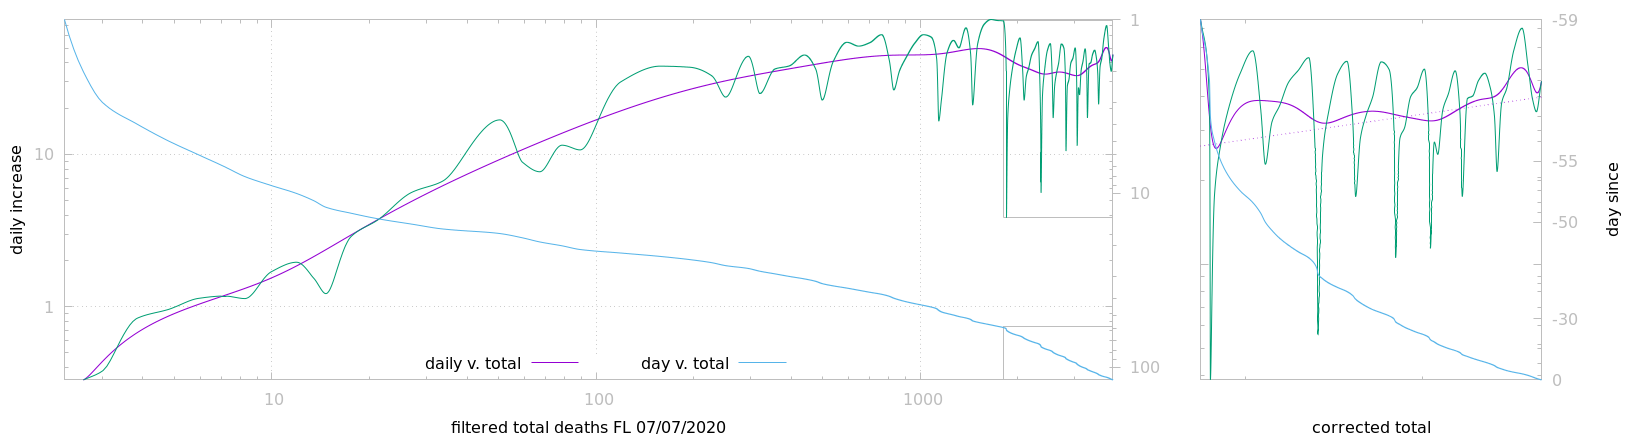 1
-59
10
-55
10
-50
1
-30
100
0
daily increase
day since
daily v. total
day v. total
10
100
1000
filtered total deaths FL 07/07/2020
corrected total